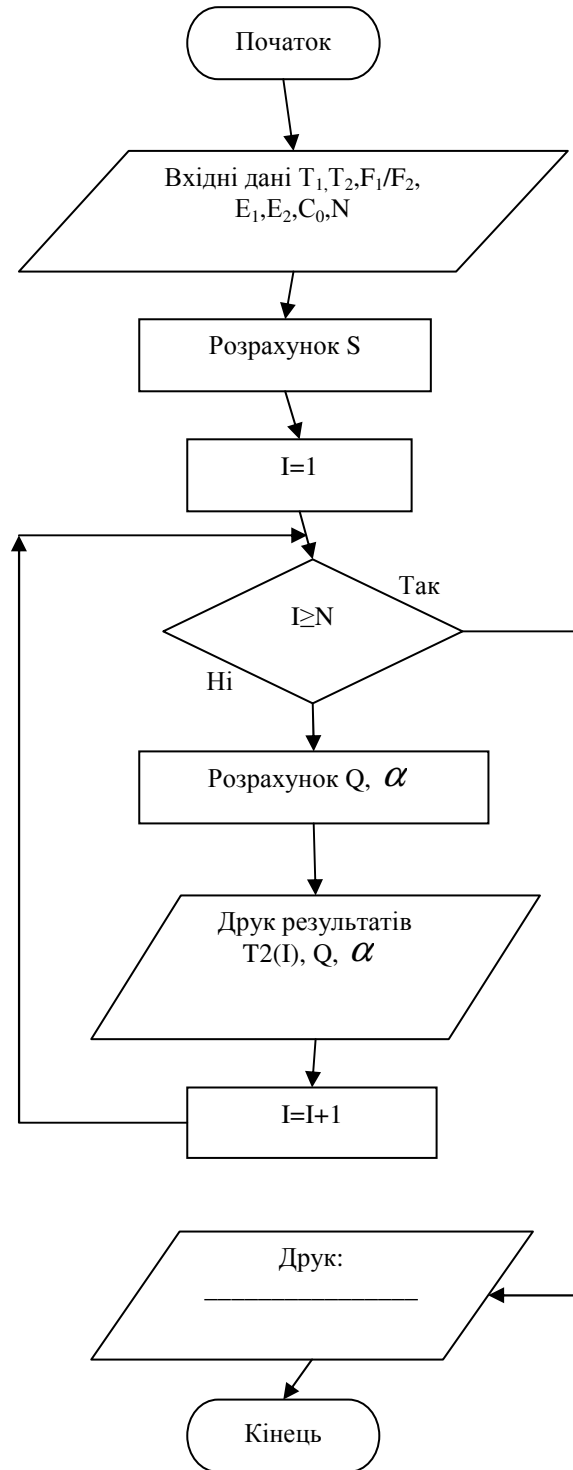 Початок
Вхідні дані T₁,T₂,F₁/F₂,
E₁,E₂,C₀,N
Розрахунок S
I=1
Так
I≥N
Ні
Розрахунок Q, α
Друк результатів
T2(I), Q, α
I=I+1
Друк:
________________
Кінець